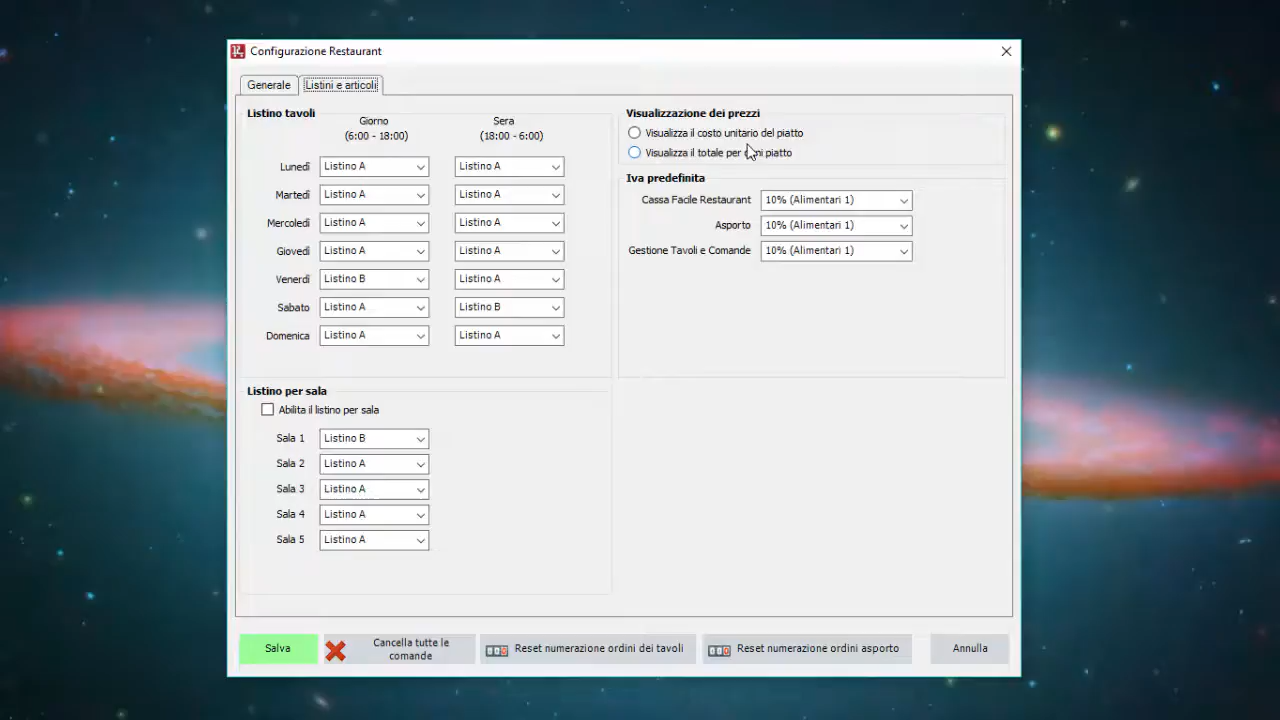 Configurazione Restaurant
Generale
Listini e articoli
Listino tavoli
Giorno
(6:00 - 18:00)
Sera
(18:00 - 6:00)
Lunedì Listino A Listino A
Martedì Listino A Listino A
Mercoledì Listino A Listino A
Giovedì Listino A Listino A
Venerdì Listino B Listino A
Sabato Listino A Listino B
Domenica Listino A Listino A
Listino per sala
Abilita il listino per sala
Sala 1 Listino B
Sala 2 Listino A
Sala 3 Listino A
Sala 4 Listino A
Sala 5 Listino A
Visualizzazione dei prezzi
Visualizza il costo unitario del piatto
Visualizza il totale per ogni piatto
Iva predefinita
Cassa Facile Restaurant 10% (Alimentari 1)
Asporto 10% (Alimentari 1)
Gestione Tavoli e Comande 10% (Alimentari 1)
Salva
Cancella tutte le
comande
Reset numerazione ordini dei tavoli
Reset numerazione ordini asporto
Annulla